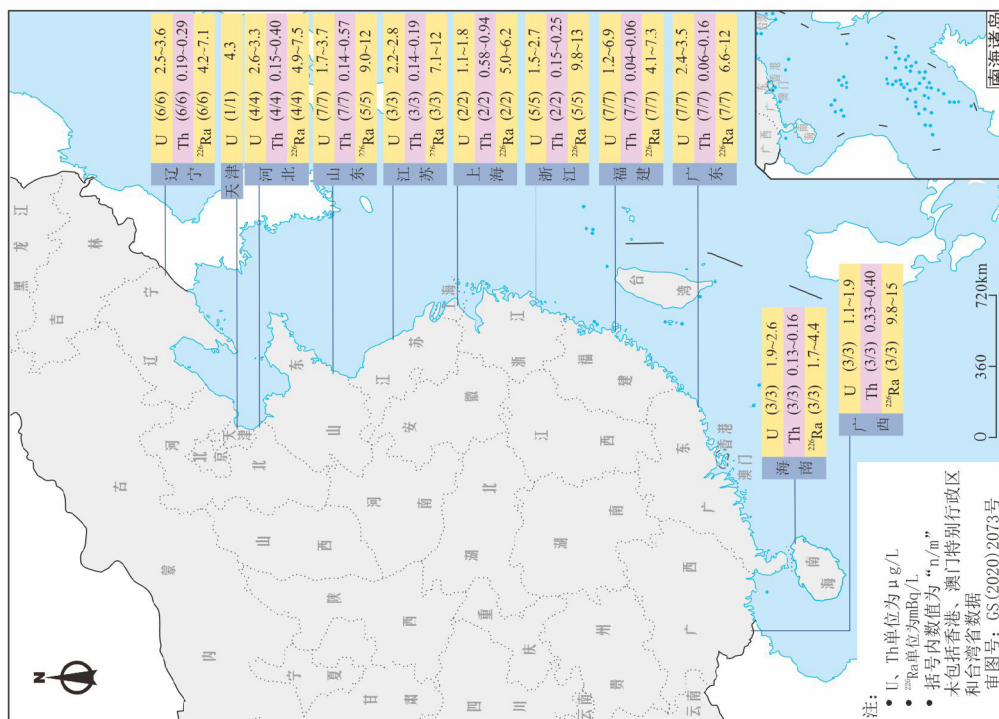 N
黑龙江
吉林
辽宁
内蒙古
河北
北京
天津
山西
山东
宁夏
陕西
甘肃
河南
江苏
安徽
上海
湖北
四川
重庆
浙江
江西
湖南
福建
贵州
云南
云南
广西
广东
台湾
香港
澳门
海南
辽宁
U (6/6) 2.5~3.6
Th (6/6) 0.19~0.29
²²⁶Ra (6/6) 4.2~7.1
天津
U (1/1) 4.3
河北
U (4/4) 2.6~3.3
Th (4/4) 0.15~0.40
²²⁶Ra (4/4) 4.9~7.5
山东
U (7/7) 1.7~3.7
Th (7/7) 0.14~0.57
²²⁶Ra (5/5) 9.0~12
江苏
U (3/3) 2.2~2.8
Th (3/3) 0.14~0.19
²²⁶Ra (3/3) 7.1~12
上海
U (2/2) 1.1~1.8
Th (2/2) 0.58~0.94
²²⁶Ra (2/2) 5.0~6.2
浙江
U (5/5) 1.5~2.7
Th (2/2) 0.15~0.25
²²⁶Ra (5/5) 9.8~13
福建
U (7/7) 1.2~6.9
Th (7/7) 0.04~0.06
²²⁶Ra (7/7) 4.1~7.3
广东
U (7/7) 2.4~3.5
Th (7/7) 0.06~0.16
²²⁶Ra (7/7) 6.6~12
海南
U (3/3) 1.9~2.6
Th (3/3) 0.13~0.16
²²⁶Ra (3/3) 1.7~4.4
广西
U (3/3) 1.1~1.9
Th (3/3) 0.33~0.40
²²⁶Ra (3/3) 9.8~15
注:
• U、Th单位为μg/L
• ²²⁶Ra单位为mBq/L
• 括号内数值为“n/m”
未包括香港、澳门特别行政区
和台湾省数据
审图号:GS(2020)2073号
0 360 720km
广西
广东
香港
澳门
海南
南海诸岛